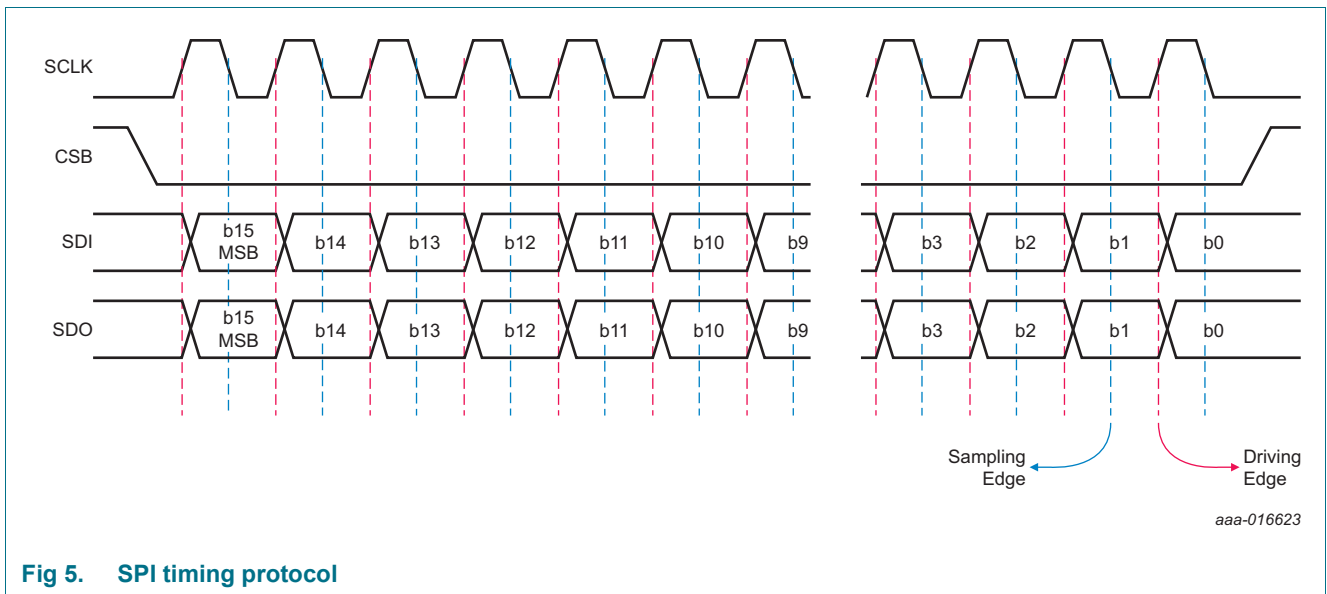 SCLK
CSB
SDI
b15
MSB
b14
b13
b12
b11
b10
b9
b3
b2
b1
b0
SDO
b15
MSB
b14
b13
b12
b11
b10
b9
b3
b2
b1
b0
Sampling
Edge
Driving
Edge
aaa-016623
Fig 5. SPI timing protocol